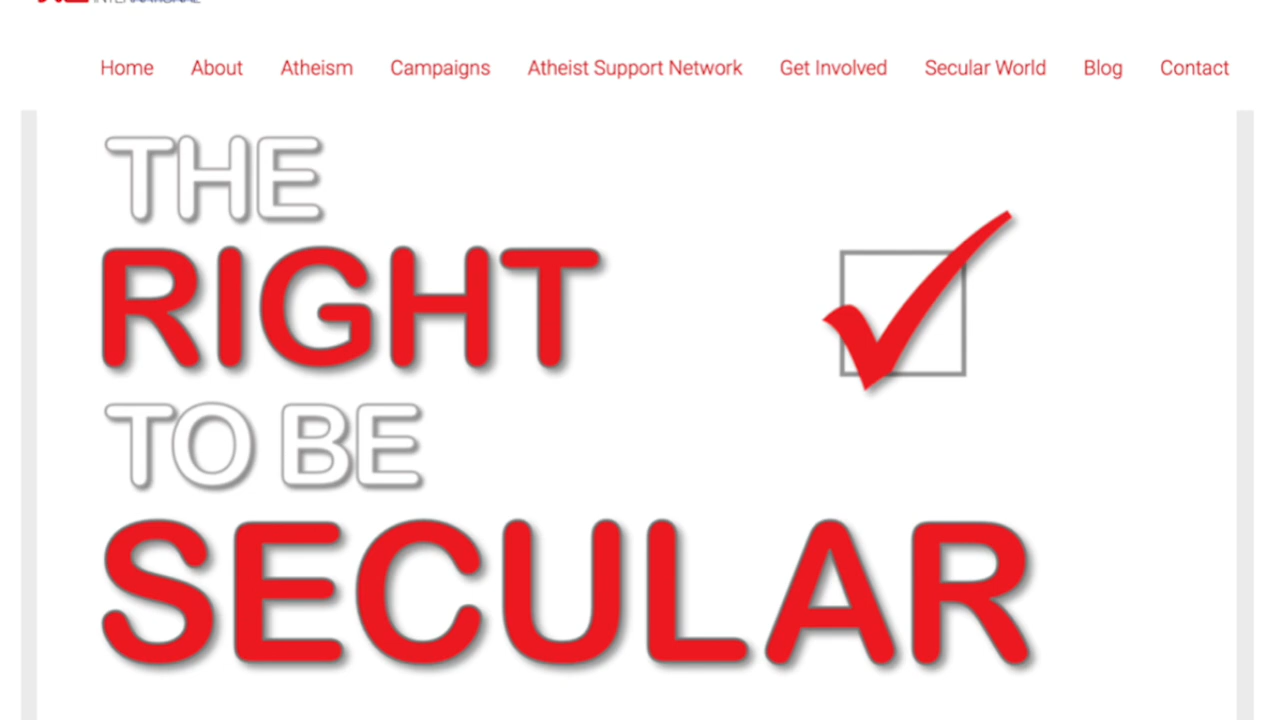 Home About Atheism Campaigns Atheist Support Network Get Involved Secular World Blog Contact
THE
RIGHT
TO BE
SECULAR